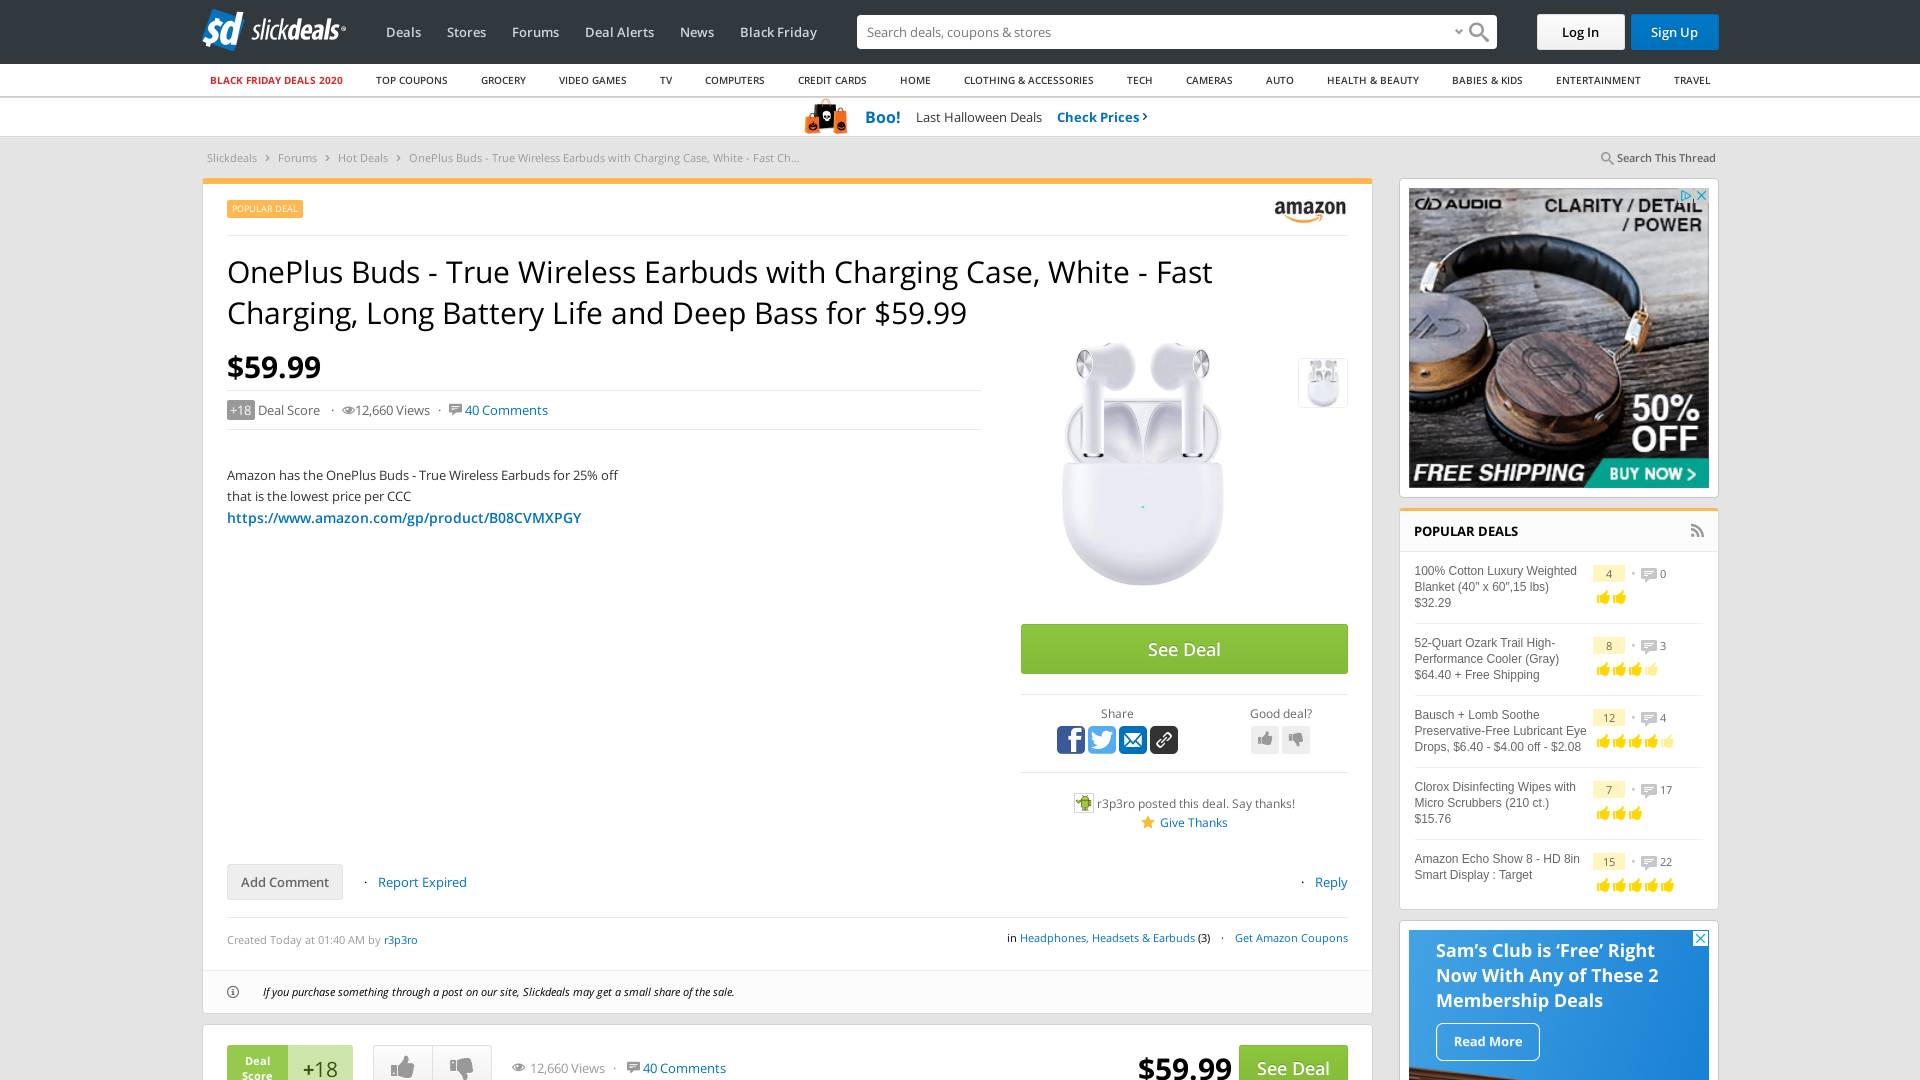 slickdeals
Deals
Stores
Forums
Deal Alerts
News
Black Friday
Search deals, coupons & stores
Log In
Sign Up
BLACK FRIDAY DEALS 2020
TOP COUPONS
GROCERY
VIDEO GAMES
TV
COMPUTERS
CREDIT CARDS
HOME
CLOTHING & ACCESSORIES
TECH
CAMERAS
AUTO
HEALTH & BEAUTY
BABIES & KIDS
ENTERTAINMENT
TRAVEL
Boo! Last Halloween Deals Check Prices
Slickdeals > Forums > Hot Deals > OnePlus Buds - True Wireless Earbuds with Charging Case, White - Fast Ch...
Search This Thread
POPULAR DEAL
amazon
OnePlus Buds - True Wireless Earbuds with Charging Case, White - Fast
Charging, Long Battery Life and Deep Bass for $59.99
$59.99
+18 Deal Score · 12,660 Views · 40 Comments
Amazon has the OnePlus Buds - True Wireless Earbuds for 25% off
that is the lowest price per CCC
https://www.amazon.com/gp/product/B08CVMXPGY
See Deal
Share
Good deal?
r3p3ro posted this deal. Say thanks!
Give Thanks
Add Comment · Report Expired
· Reply
Created Today at 01:40 AM by r3p3ro
in Headphones, Headsets & Earbuds (3) · Get Amazon Coupons
If you purchase something through a post on our site, Slickdeals may get a small share of the sale.
Deal
Score
+18
12,660 Views · 40 Comments
$59.99
See Deal
AUDIO
CLARITY / DETAIL
/ POWER
50%
OFF
FREE SHIPPING
BUY NOW >
POPULAR DEALS
100% Cotton Luxury Weighted
Blanket (40" x 60",15 lbs)
$32.29
4 • 0
52-Quart Ozark Trail High-
Performance Cooler (Gray)
$64.40 + Free Shipping
8 • 3
Bausch + Lomb Soothe
Preservative-Free Lubricant Eye
Drops, $6.40 - $4.00 off - $2.08
12 • 4
Clorox Disinfecting Wipes with
Micro Scrubbers (210 ct.)
$15.76
7 • 17
Amazon Echo Show 8 - HD 8in
Smart Display : Target
15 • 22
Sam's Club is 'Free' Right
Now With Any of These 2
Membership Deals
Read More